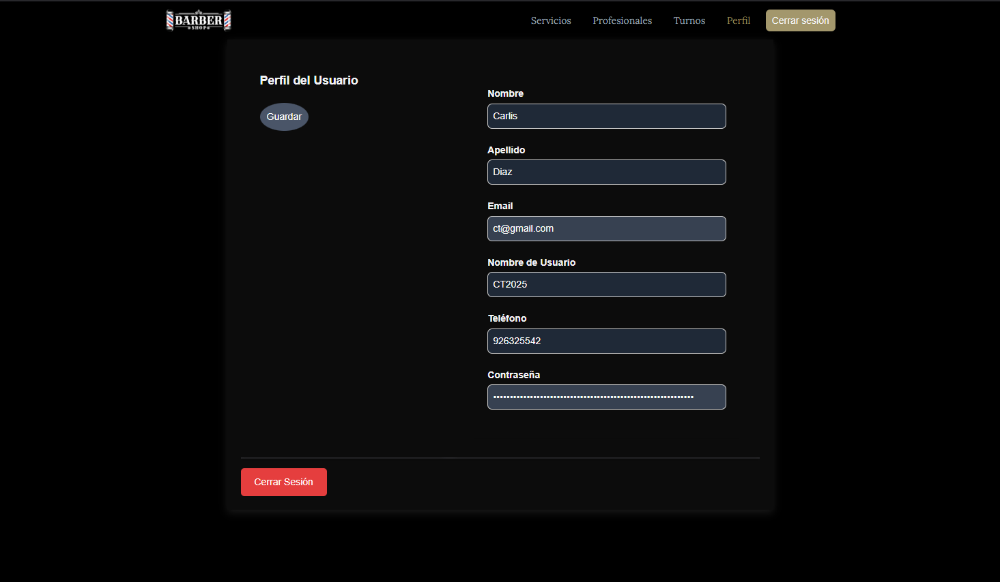 BARBER
SHOP
Servicios
Profesionales
Turnos
Perfil
Cerrar sesión
Perfil del Usuario
Guardar
Nombre
Carlis
Apellido
Diaz
Email
ct@gmail.com
Nombre de Usuario
CT2025
Teléfono
926325542
Contraseña
Cerrar Sesión